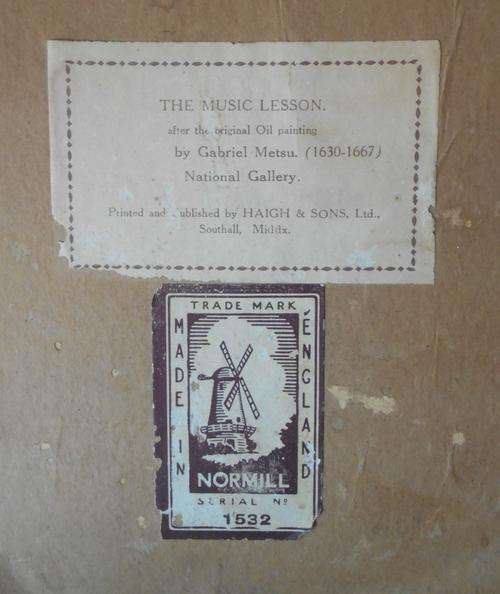 THE MUSIC LESSON.
after the original Oil painting
by Gabriel Metsu. (1630-1667)
National Gallery.
Printed and ublished by HAIGH & SONS, Ltd.,
Southall, Middx.
TRADE MARK
MADE IN
ENGLAND
NORMILL
SERIAL Nº
1532